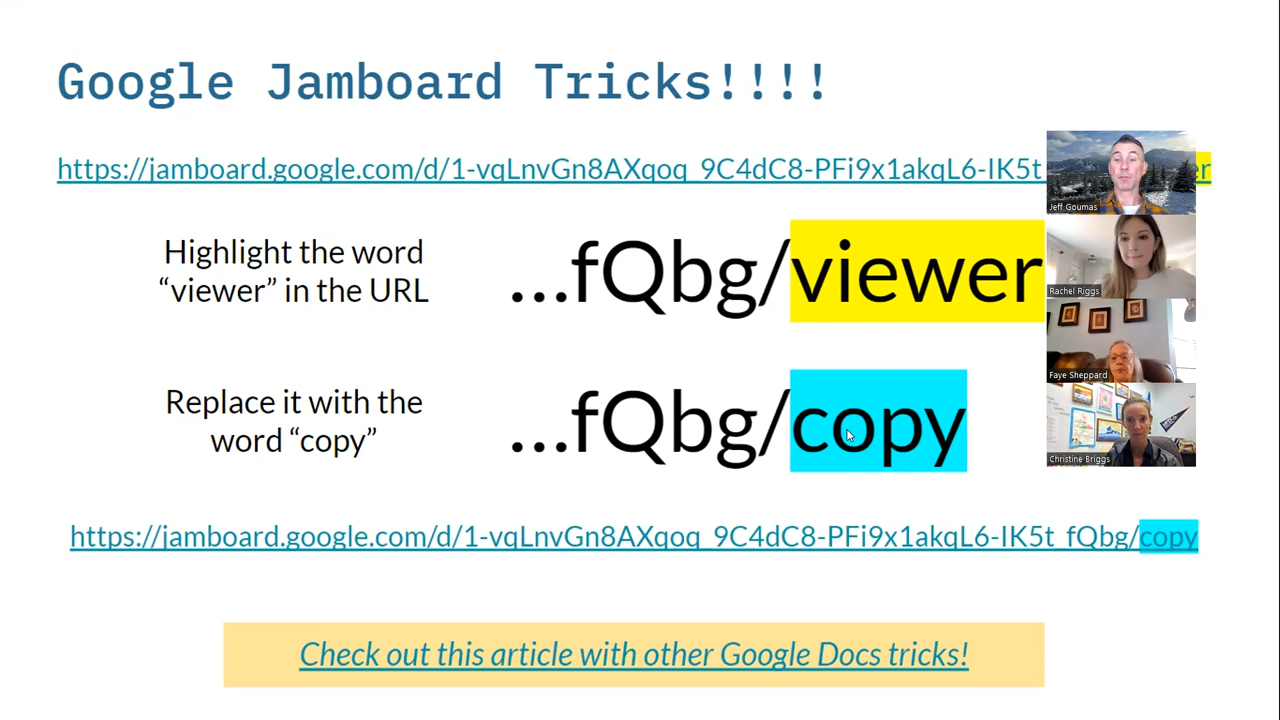 Google Jamboard Tricks!!!!
https://jamboard.google.com/d/1-vqLnvGn8AXqoq_9C4dC8-PFi9x1akqL6-IK5t
er
Jeff Goumas
Highlight the word
“viewer” in the URL
...fQbg/viewer
Rachel Riggs
Faye Sheppard
Replace it with the
word “copy”
...fQbg/copy
Christine Briggs
https://jamboard.google.com/d/1-vqLnvGn8AXqoq_9C4dC8-PFi9x1akqL6-IK5t_fQbg/copy
Check out this article with other Google Docs tricks!